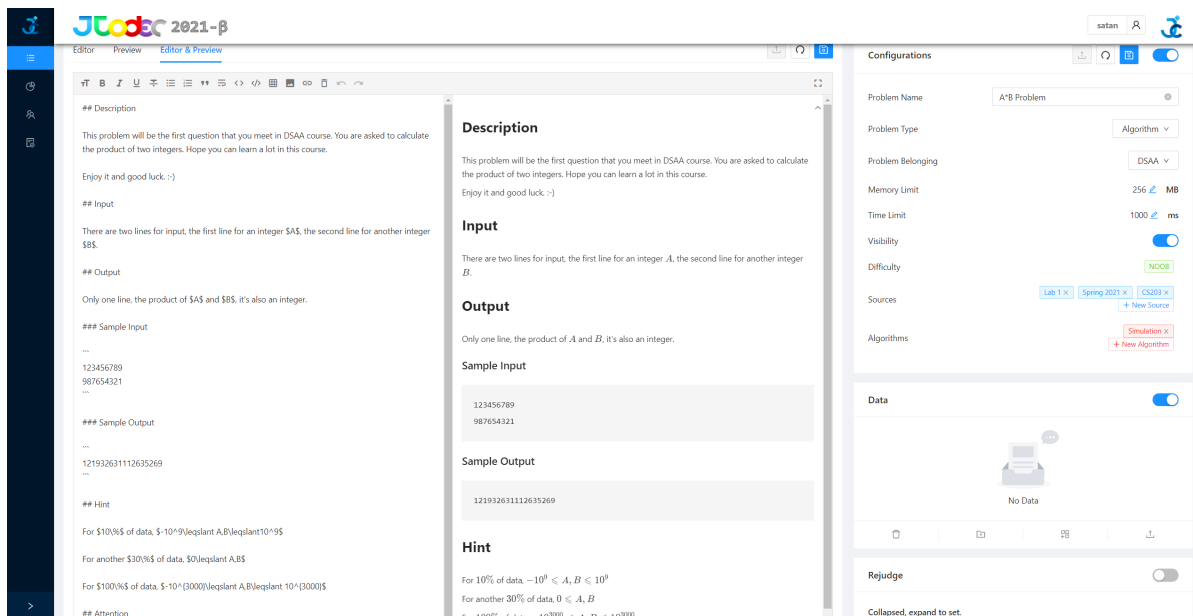 JCoder 2021-β
satan
Editor Preview Editor & Preview
## Description
This problem will be the first question that you meet in DSAA course. You are asked to calculate
the product of two integers. Hope you can learn a lot in this course.
Enjoy it and good luck. :-)
## Input
There are two lines for input, the first line for an integer $A$, the second line for another integer
$B$.
## Output
Only one line, the product of $A$ and $B$, it's also an integer.
### Sample Input
```
123456789
987654321
```
### Sample Output
```
121932631112635269
```
## Hint
For $10\%$ of data, $-10^9\leqslant A,B\leqslant10^9$
For another $30\%$ of data, $0\leqslant A,B$
For $100\%$ of data, $-10^{3000}\leqslant A,B\leqslant 10^{3000}$
## Attention
Description
This problem will be the first question that you meet in DSAA course. You are asked to calculate
the product of two integers. Hope you can learn a lot in this course.
Enjoy it and good luck. :-)
Input
There are two lines for input, the first line for an integer A, the second line for another integer
B.
Output
Only one line, the product of A and B, it's also an integer.
Sample Input
123456789
987654321
Sample Output
121932631112635269
Hint
For 10% of data, −10⁹ ⩽ A, B ⩽ 10⁹
For another 30% of data, 0 ⩽ A, B
Configurations
Problem Name A*B Problem
Problem Type Algorithm
Problem Belonging DSAA
Memory Limit 256 MB
Time Limit 1000 ms
Visibility
Difficulty NOOB
Sources Lab 1 × Spring 2021 × CS203 ×
+ New Source
Algorithms Simulation ×
+ New Algorithm
Data
No Data
Rejudge
Collapsed, expand to set.